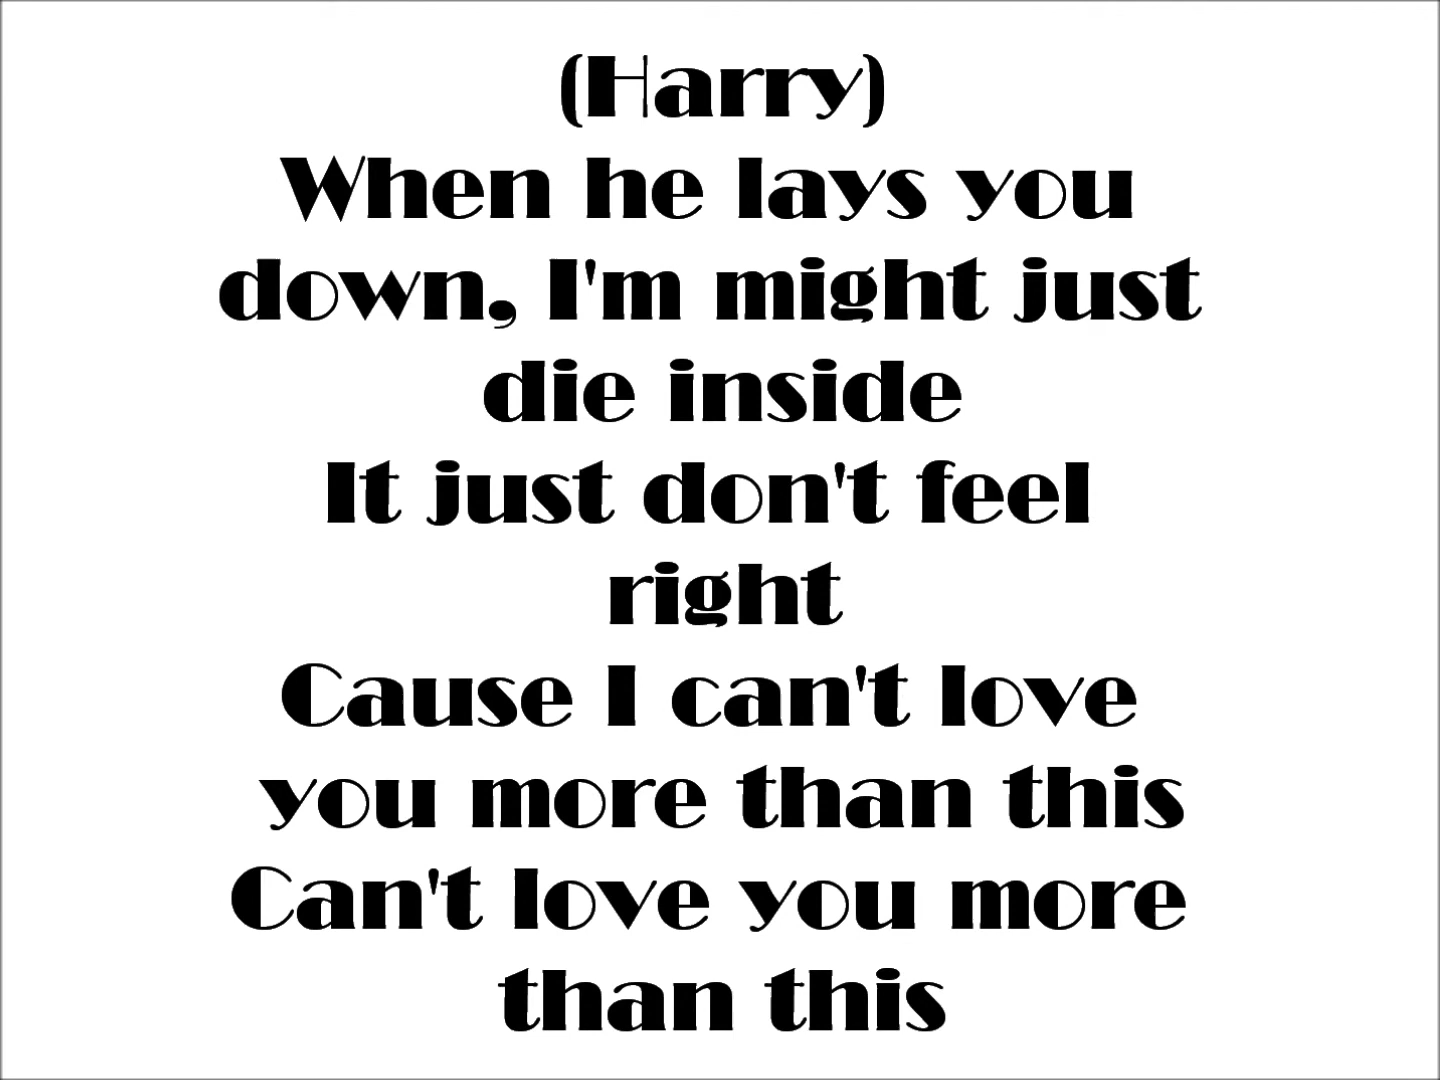 (Harry)
When he lays you
down, I'm might just
die inside
It just don't feel
right
Cause I can't love
you more than this
Can't love you more
than this